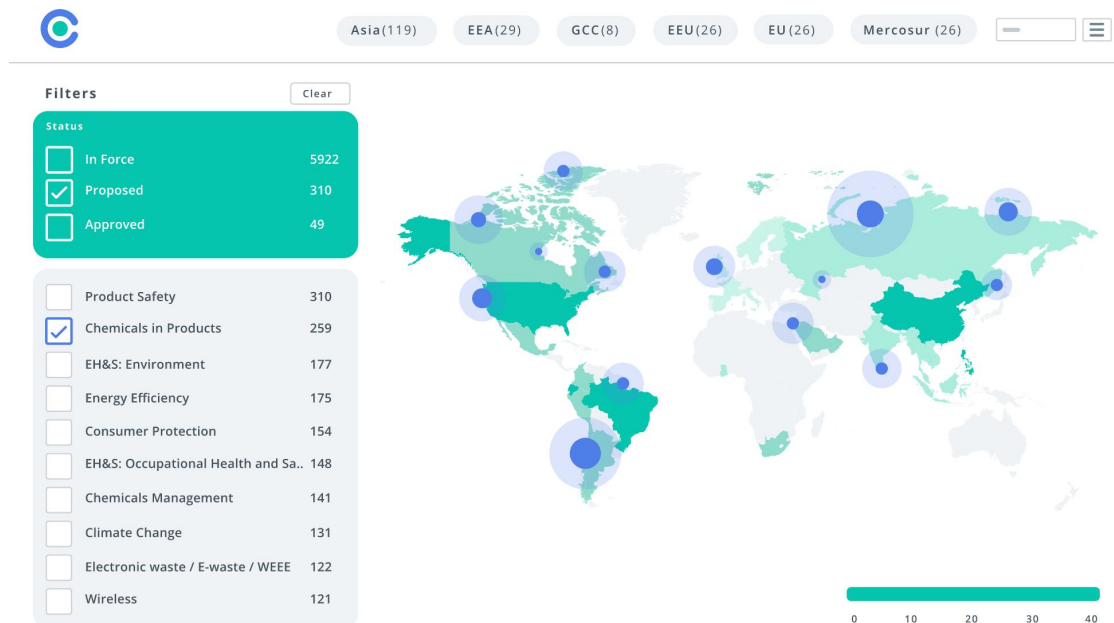 Asia(119) EEA(29) GCC(8) EEU(26) EU(26) Mercosur (26)
Filters Clear
Status
In Force 5922
Proposed 310
Approved 49
Product Safety 310
Chemicals in Products 259
EH&S: Environment 177
Energy Efficiency 175
Consumer Protection 154
EH&S: Occupational Health and Sa.. 148
Chemicals Management 141
Climate Change 131
Electronic waste / E-waste / WEEE 122
Wireless 121
0 10 20 30 40